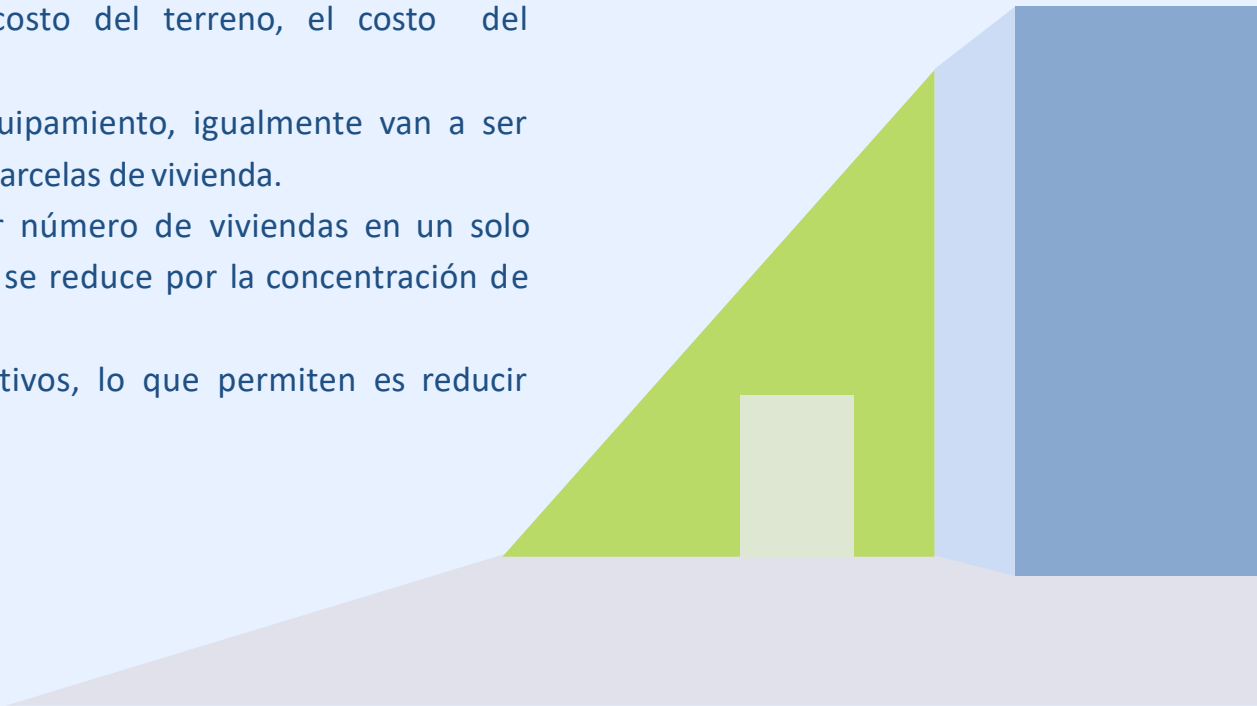 costo del terreno, el costo del
uipamiento, igualmente van a ser
arcelas de vivienda.
r número de viviendas en un solo
se reduce por la concentración de
tivos, lo que permiten es reducir